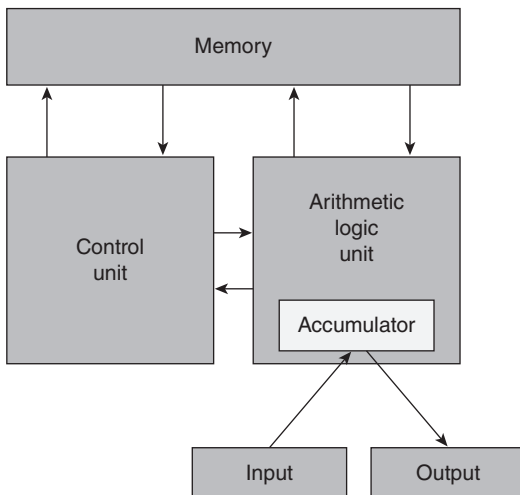 Memory
Control
unit
Arithmetic
logic
unit
Accumulator
Input
Output